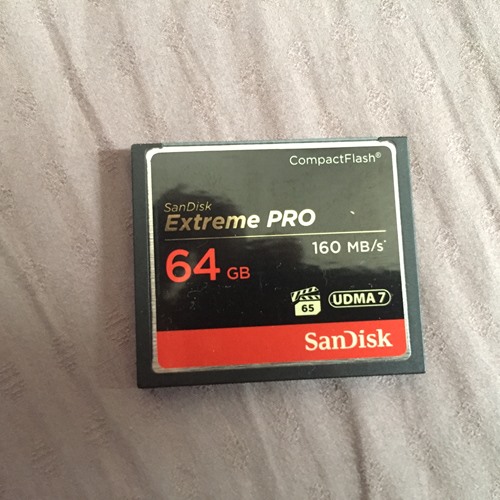 CompactFlash®
SanDisk
Extreme PRO
160 MB/s*
64 GB
65
UDMA 7
SanDisk